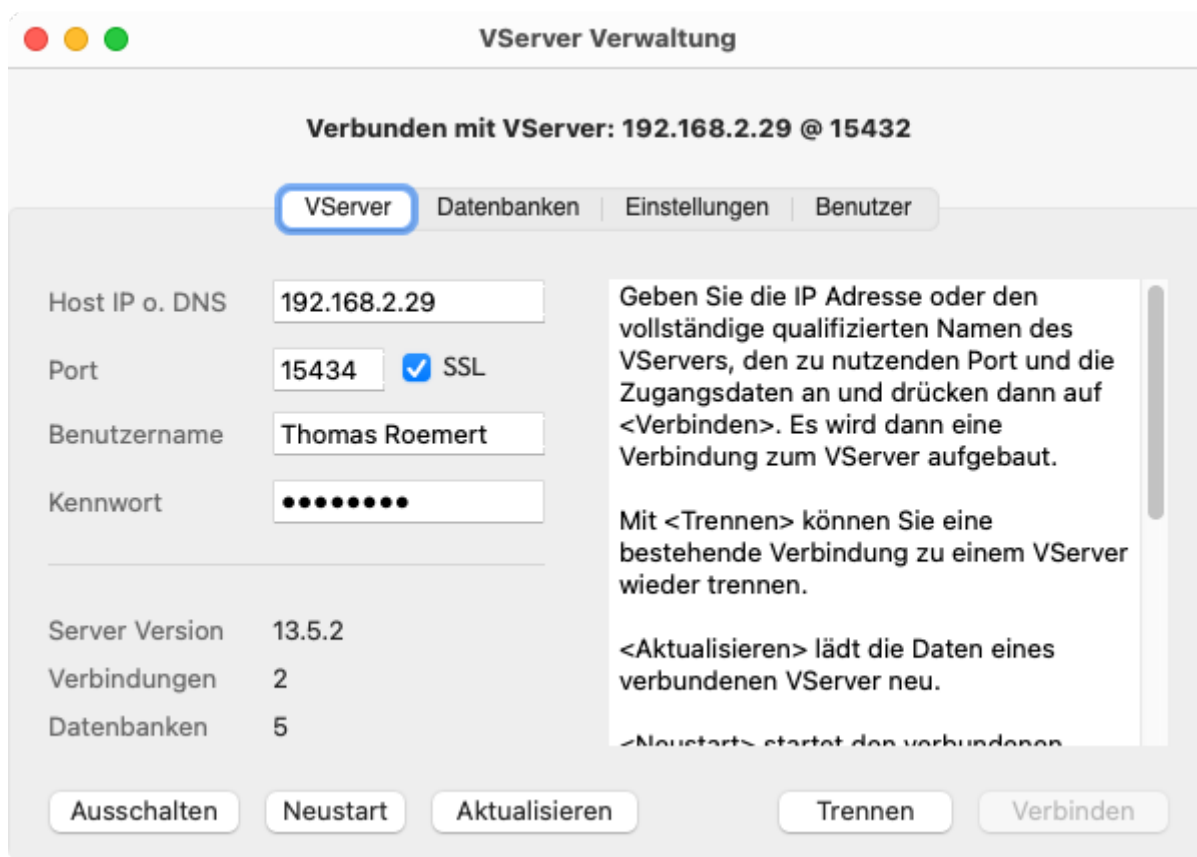 VServer Verwaltung
Verbunden mit VServer: 192.168.2.29 @ 15432
VServer Datenbanken Einstellungen Benutzer
Host IP o. DNS 192.168.2.29
Port 15434 SSL
Benutzername Thomas Roemert
Kennwort ●●●●●●●●
Server Version 13.5.2
Verbindungen 2
Datenbanken 5
Geben Sie die IP Adresse oder den
vollständige qualifizierten Namen des
VServers, den zu nutzenden Port und die
Zugangsdaten an und drücken dann auf
<Verbinden>. Es wird dann eine
Verbindung zum VServer aufgebaut.
Mit <Trennen> können Sie eine
bestehende Verbindung zu einem VServer
wieder trennen.
<Aktualisieren> lädt die Daten eines
verbundenen VServer neu.
<Neustart> startet den verbundenen
Ausschalten Neustart Aktualisieren Trennen Verbinden